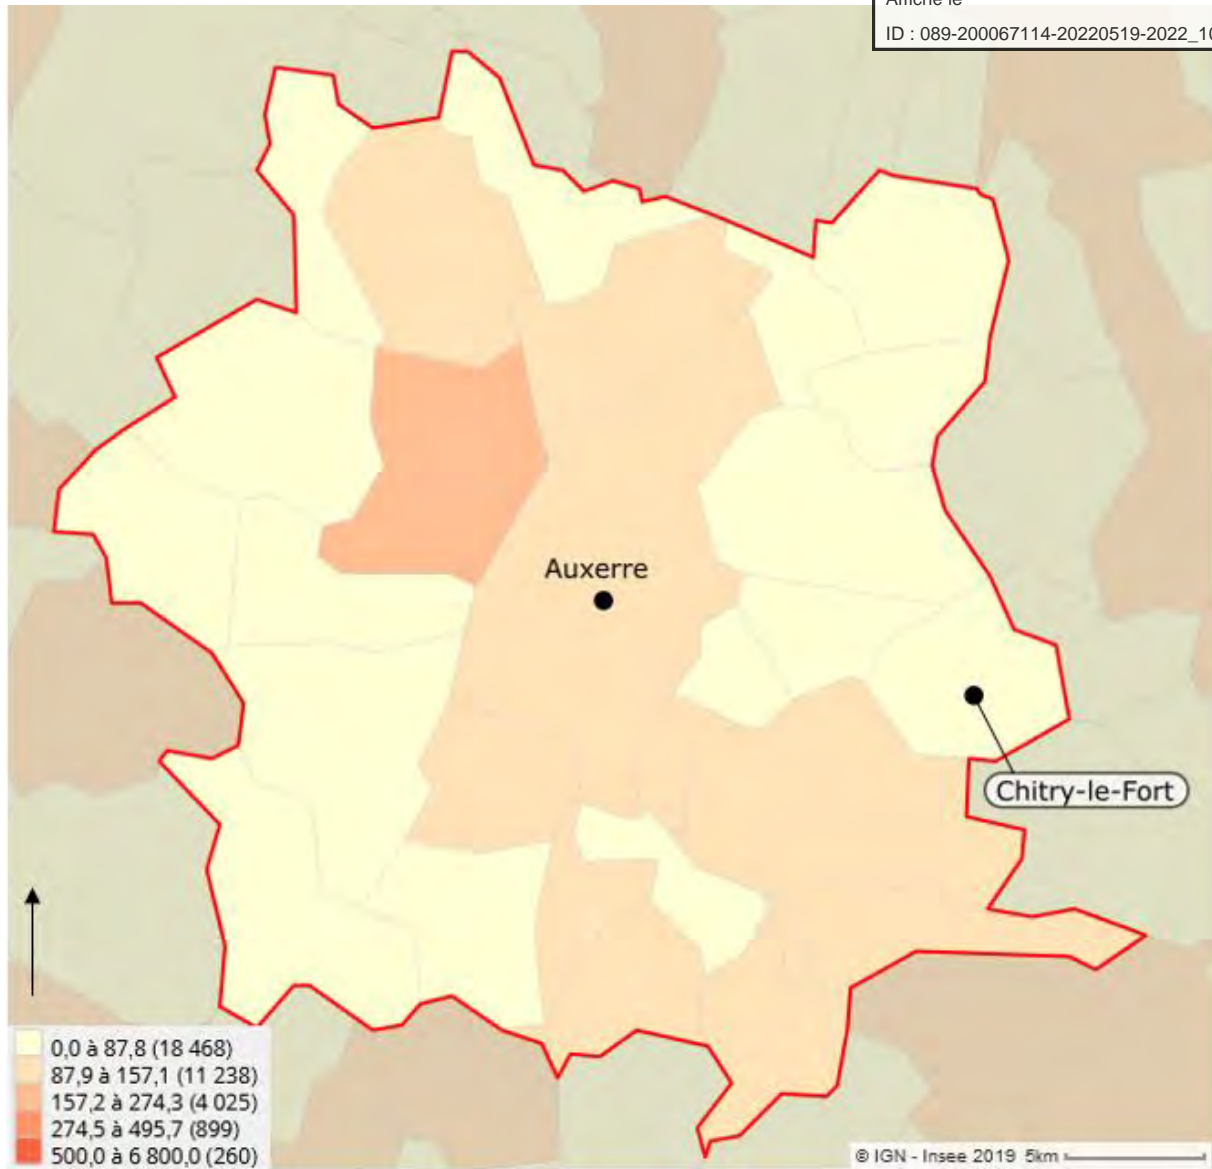 Affiché le
ID : 089-200067114-20220519-2022_10
Auxerre
Chitry-le-Fort
0,0 à 87,8 (18 468)
87,9 à 157,1 (11 238)
157,2 à 274,3 (4 025)
274,5 à 495,7 (899)
500,0 à 6 800,0 (260)
© IGN - Insee 2019 5km